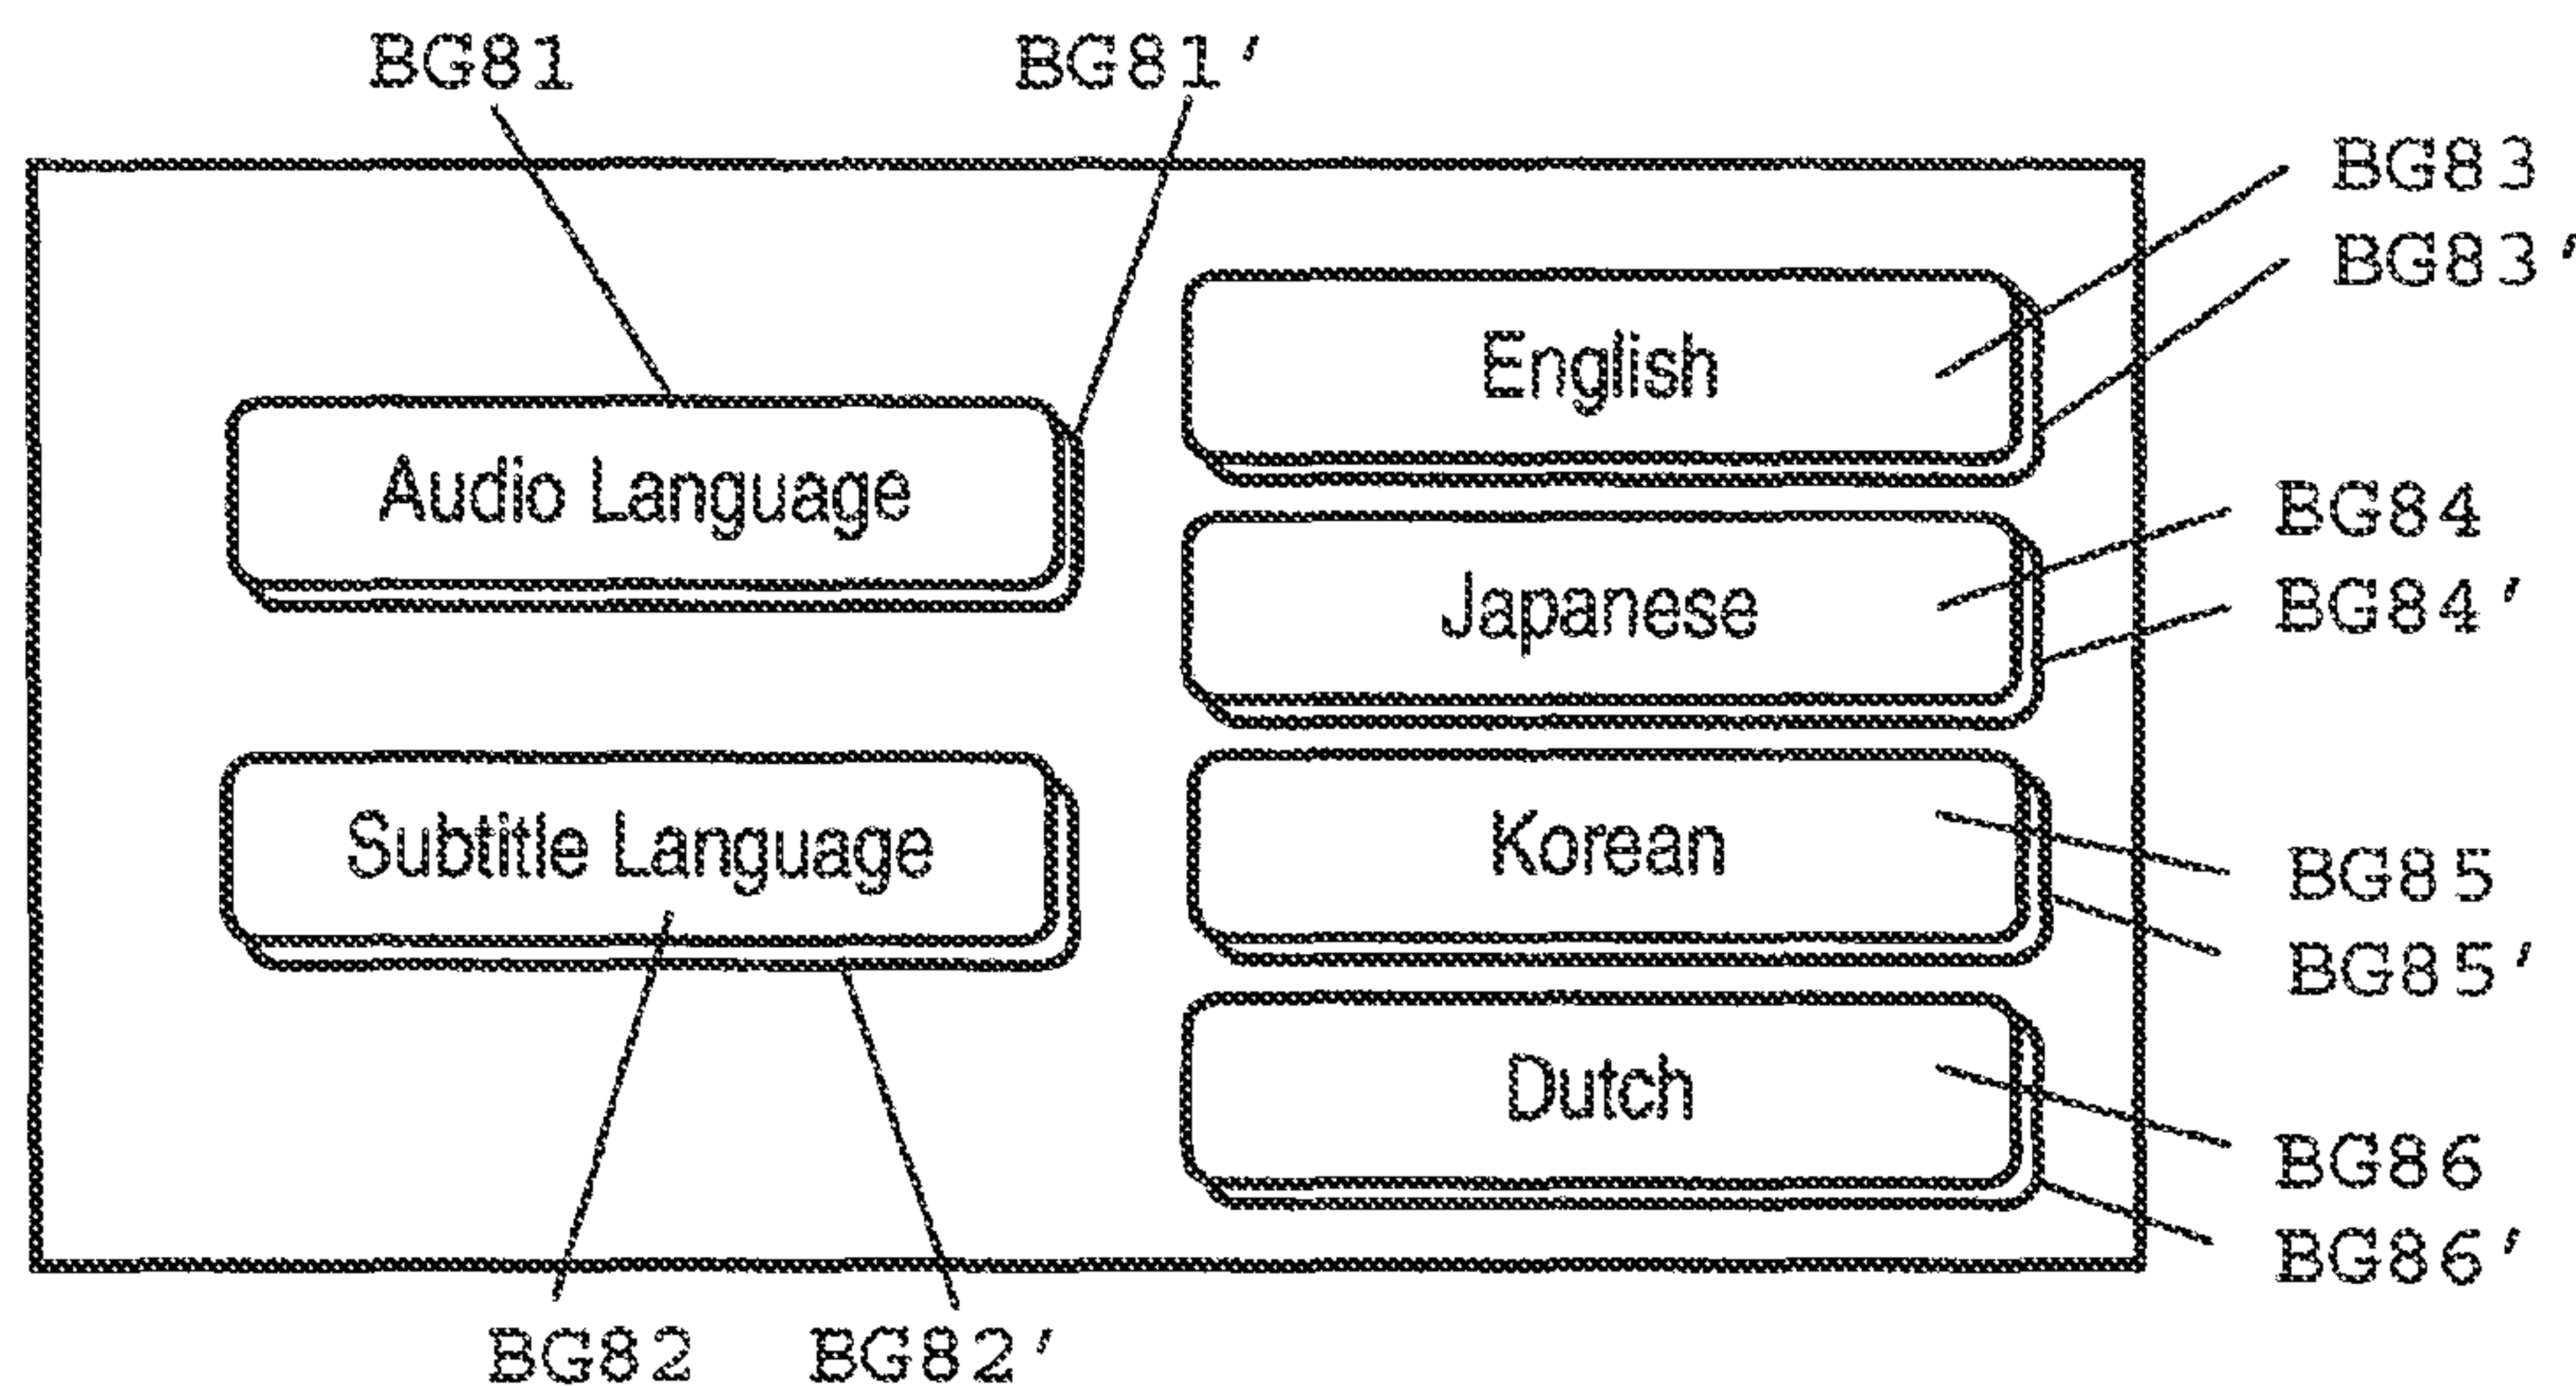 BG81 BG81'
BG83
BG83'
English
Audio Language
BG84
Japanese
BG84'
Subtitle Language
Korean
BG85
BG85'
Dutch
BG86
BG86'
BG82 BG82'